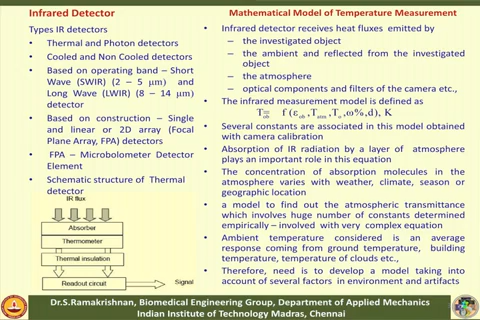 Infrared Detector
Types IR detectors
• Thermal and Photon detectors
• Cooled and Non Cooled detectors
• Based on operating band – Short
Wave (SWIR) (2 – 5 µm) and
Long Wave (LWIR) (8 – 14 µm)
detector
• Based on construction – Single
and linear or 2D array (Focal
Plane Array, FPA) detectors
• FPA – Microbolometer Detector
Element
• Schematic structure of Thermal
detector
IR flux
Absorber
Thermometer
Thermal insulation
Readout circuit
Signal
Mathematical Model of Temperature Measurement
• Infrared detector receives heat fluxes emitted by
– the investigated object
– the ambient and reflected from the investigated
object
– the atmosphere
– optical components and filters of the camera etc.,
• The infrared measurement model is defined as
T_ob = f (ε_ob ,T_atm ,T_o ,ω%,d), K
• Several constants are associated in this model obtained
with camera calibration
• Absorption of IR radiation by a layer of atmosphere
plays an important role in this equation
• The concentration of absorption molecules in the
atmosphere varies with weather, climate, season or
geographic location
• a model to find out the atmospheric transmittance
which involves huge number of constants determined
empirically – involved with very complex equation
• Ambient temperature considered is an average
response coming from ground temperature, building
temperature, temperature of clouds etc.,
• Therefore, need is to develop a model taking into
account of several factors in environment and artifacts
Dr.S.Ramakrishnan, Biomedical Engineering Group, Department of Applied Mechanics
Indian Institute of Technology Madras, Chennai